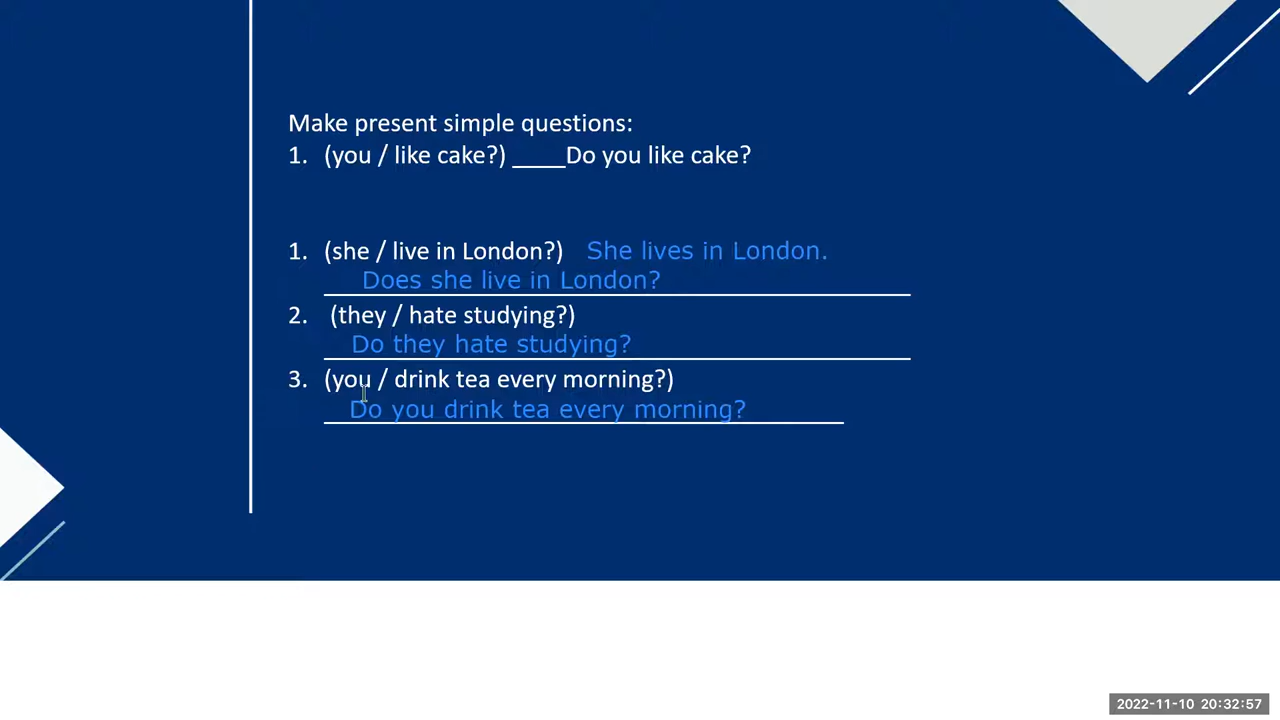 Make present simple questions:
1. (you / like cake?) ____Do you like cake?
1. (she / live in London?) She lives in London.
Does she live in London?
2. (they / hate studying?)
Do they hate studying?
3. (you / drink tea every morning?)
Do you drink tea every morning?
2022-11-10 20:32:57